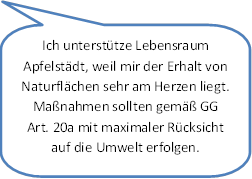 Ich unterstütze Lebensraum
Apfelstädt, weil mir der Erhalt von
Naturflächen sehr am Herzen liegt.
Maßnahmen sollten gemäß GG
Art. 20a mit maximaler Rücksicht
auf die Umwelt erfolgen.